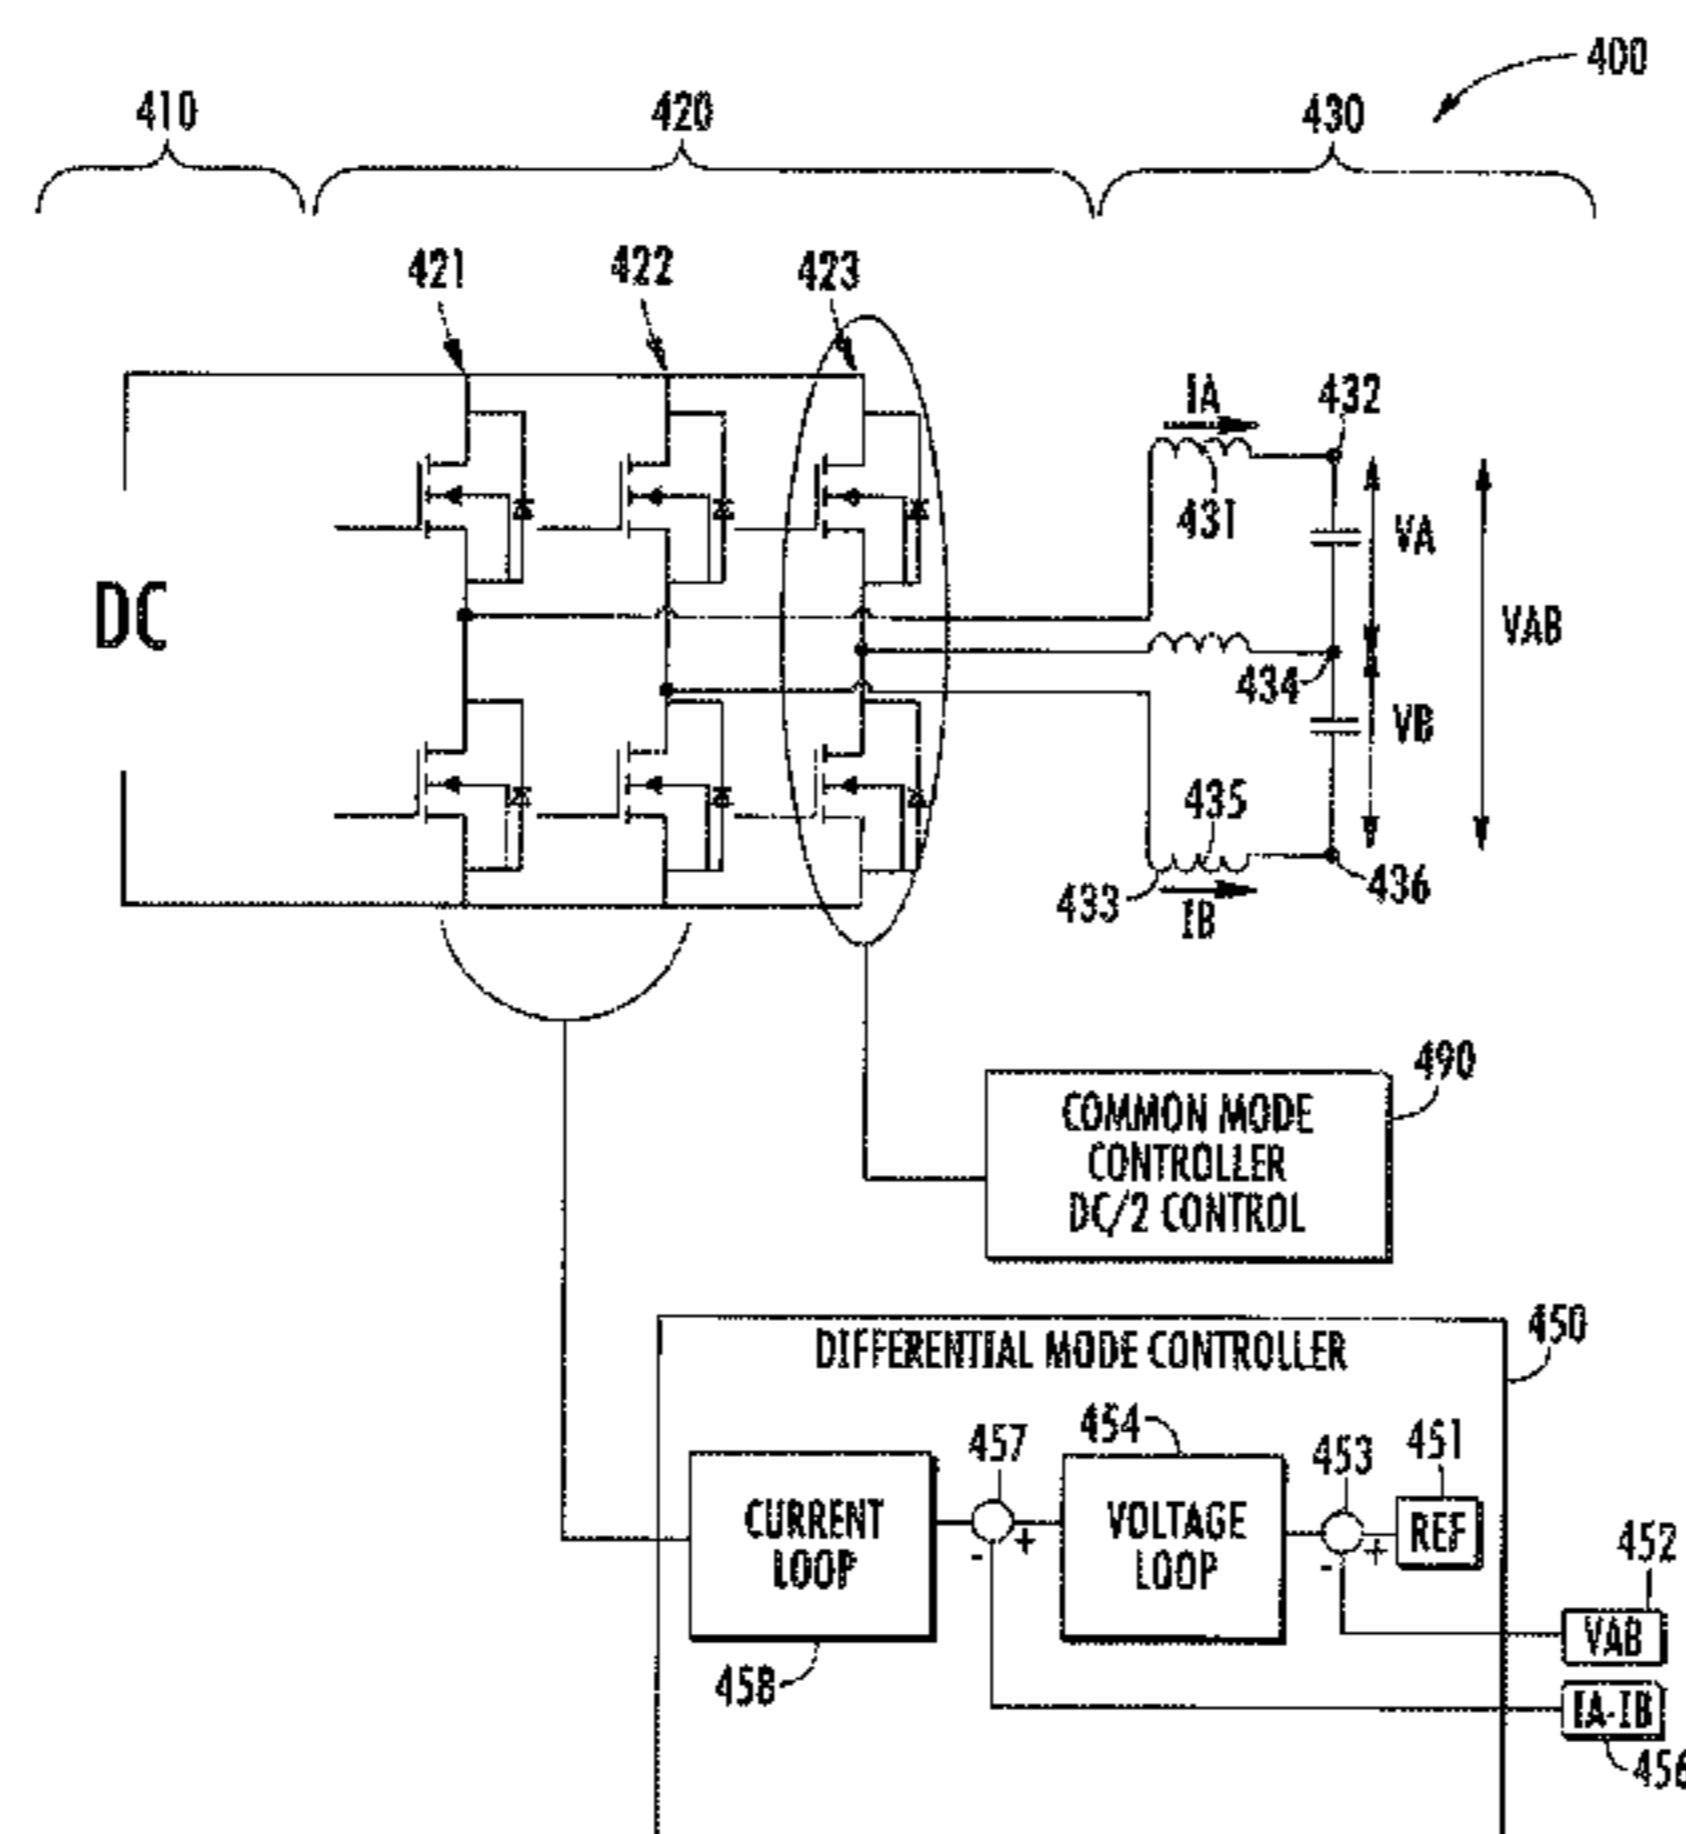 400
410
420
430
421
422
423
IA
432
431
VA
DC
VAB
434
VB
435
433
IB
436
490
COMMON MODE
CONTROLLER
DC/2 CONTROL
450
DIFFERENTIAL MODE CONTROLLER
457
454
453
451
CURRENT
LOOP
VOLTAGE
LOOP
REF
- +
- +
452
VAB
458
IA-IB
456